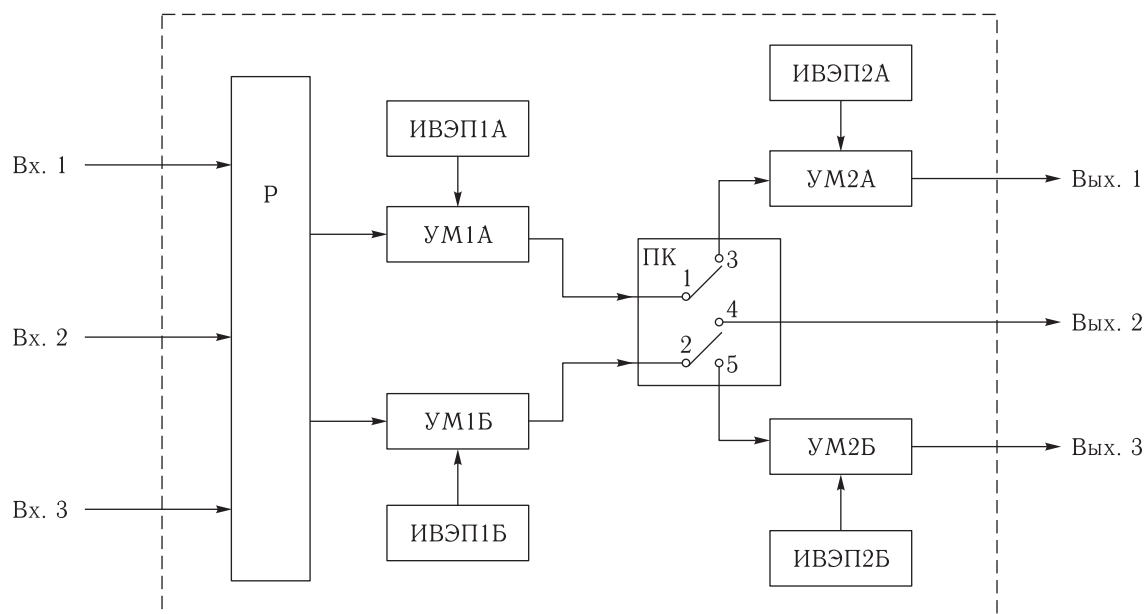 ИВЭП2А
ИВЭП1А
Вх. 1
Р
УМ2А
Вых. 1
УМ1А
ПК
3
1
4
Вых. 2
Вх. 2
2
5
УМ1Б
УМ2Б
Вых. 3
Вх. 3
ИВЭП1Б
ИВЭП2Б